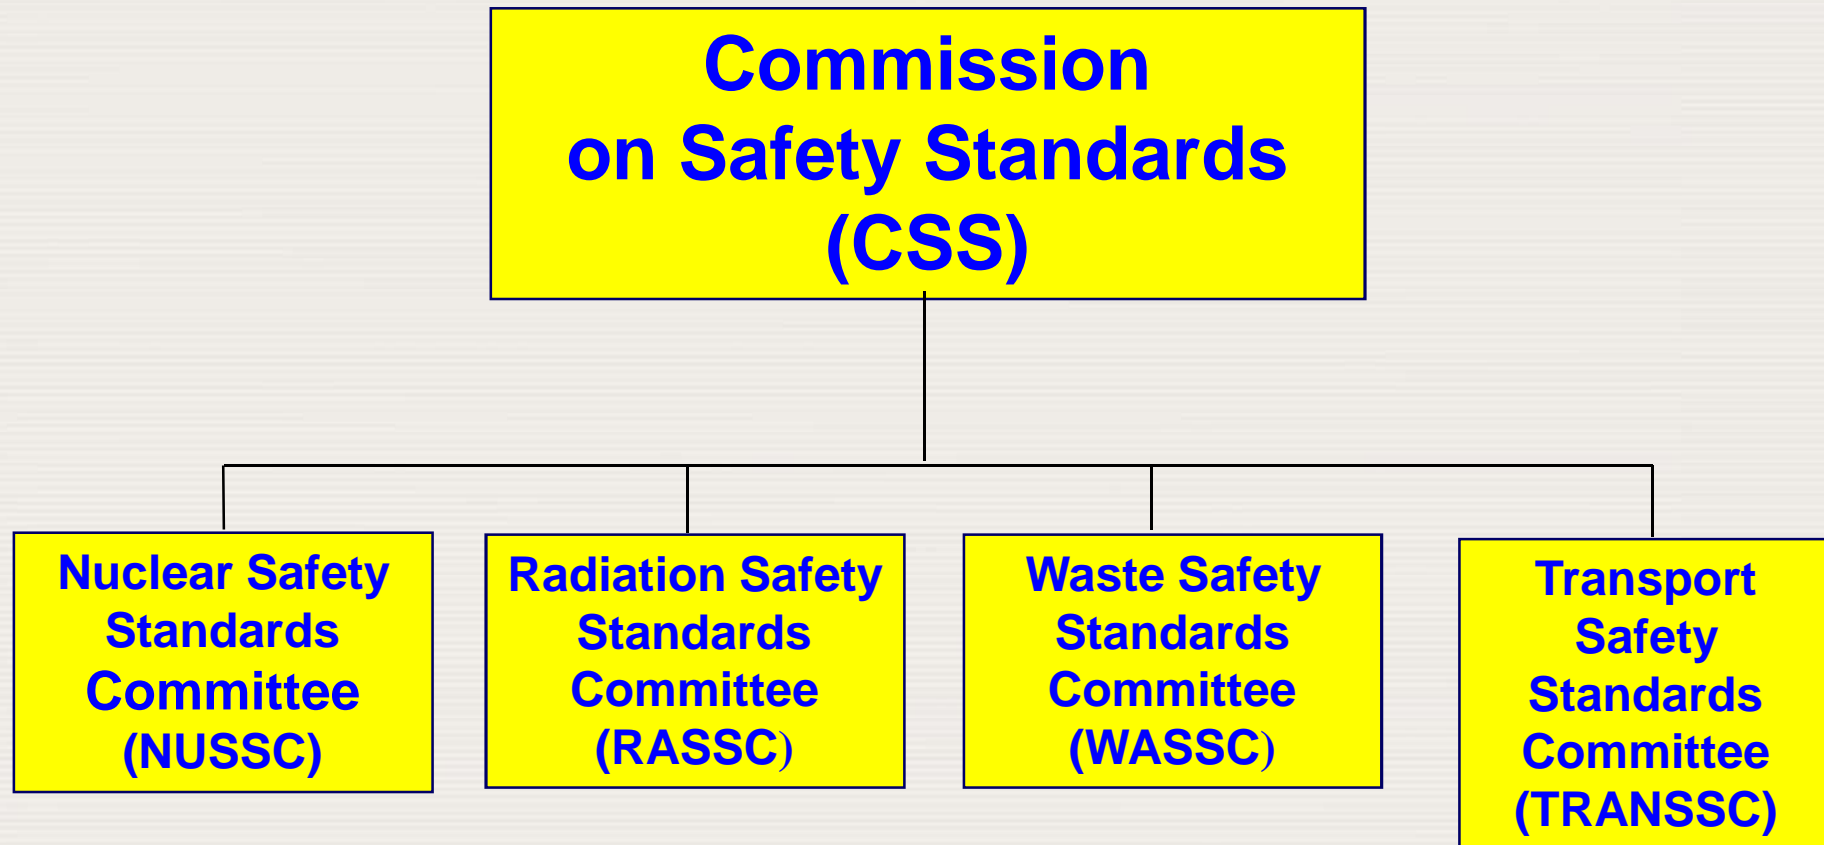 Commission
on Safety Standards
(CSS)
Nuclear Safety
Standards
Committee
(NUSSC)
Radiation Safety
Standards
Committee
(RASSC)
Waste Safety
Standards
Committee
(WASSC)
Transport
Safety
Standards
Committee
(TRANSSC)